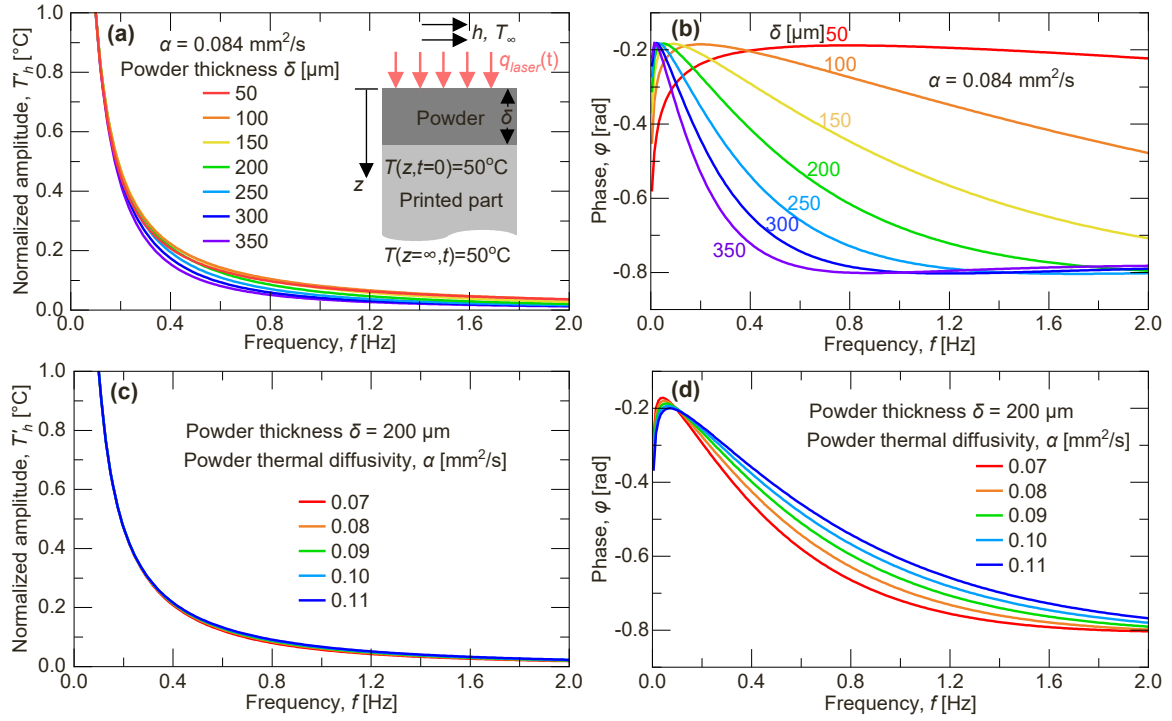 (a)
h, T∞
α = 0.084 mm²/s
qlaser(t)
Powder thickness δ [μm]
50
100
150
200
250
300
350
Powder
δ
z
T(z,t=0)=50°C
Printed part
T(z=∞,t)=50°C
Normalized amplitude, T′h [°C]
1.0
0.8
0.6
0.4
0.2
0.0
0.0 0.4 0.8 1.2 1.6 2.0
Frequency, f [Hz]
(b)
δ [μm] 50
100
α = 0.084 mm²/s
150
200
250
300
350
Phase, φ [rad]
-0.2
-0.4
-0.6
-0.8
0.0 0.4 0.8 1.2 1.6 2.0
Frequency, f [Hz]
(c)
Powder thickness δ = 200 μm
Powder thermal diffusivity, α [mm²/s]
0.07
0.08
0.09
0.10
0.11
Normalized amplitude, T′h [°C]
1.0
0.8
0.6
0.4
0.2
0.0
0.0 0.4 0.8 1.2 1.6 2.0
Frequency, f [Hz]
(d)
Powder thickness δ = 200 μm
Powder thermal diffusivity, α [mm²/s]
0.07
0.08
0.09
0.10
0.11
Phase, φ [rad]
-0.2
-0.4
-0.6
-0.8
0.0 0.4 0.8 1.2 1.6 2.0
Frequency, f [Hz]